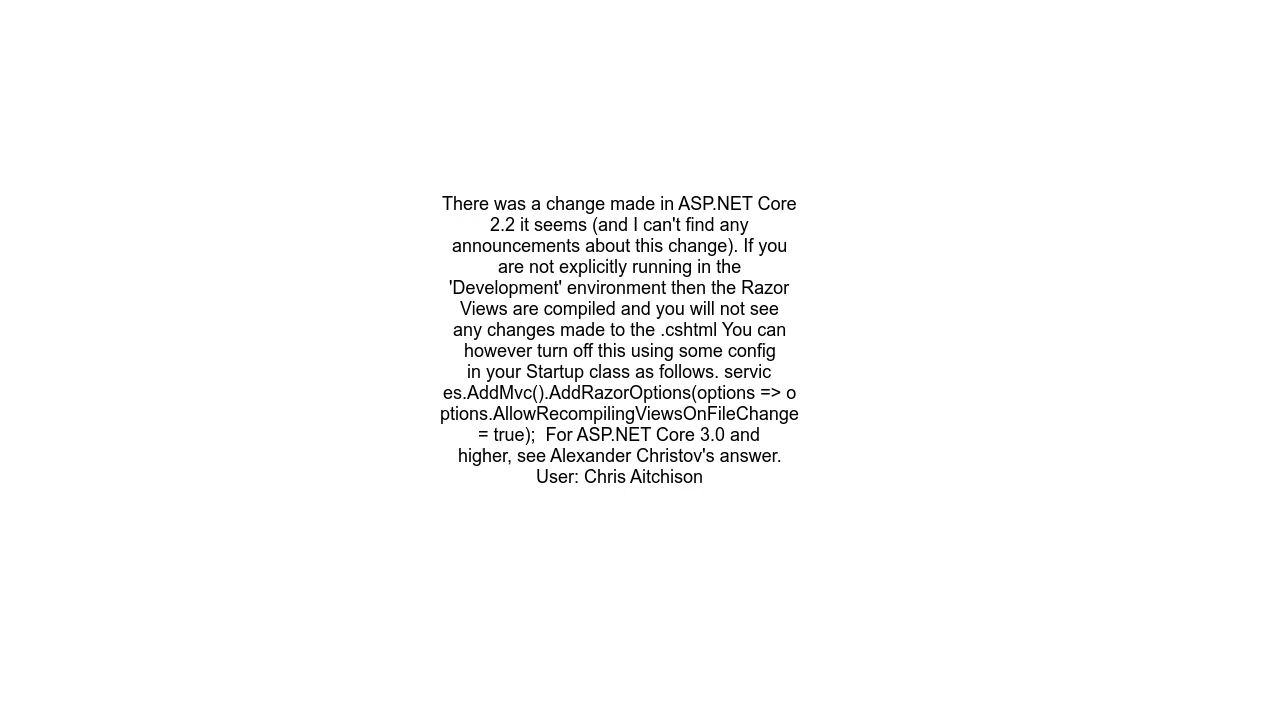 There was a change made in ASP.NET Core
2.2 it seems (and I can't find any
announcements about this change). If you
are not explicitly running in the
'Development' environment then the Razor
Views are compiled and you will not see
any changes made to the .cshtml You can
however turn off this using some config
in your Startup class as follows. servic
es.AddMvc().AddRazorOptions(options => o
ptions.AllowRecompilingViewsOnFileChange
= true);  For ASP.NET Core 3.0 and
higher, see Alexander Christov's answer.
User: Chris Aitchison